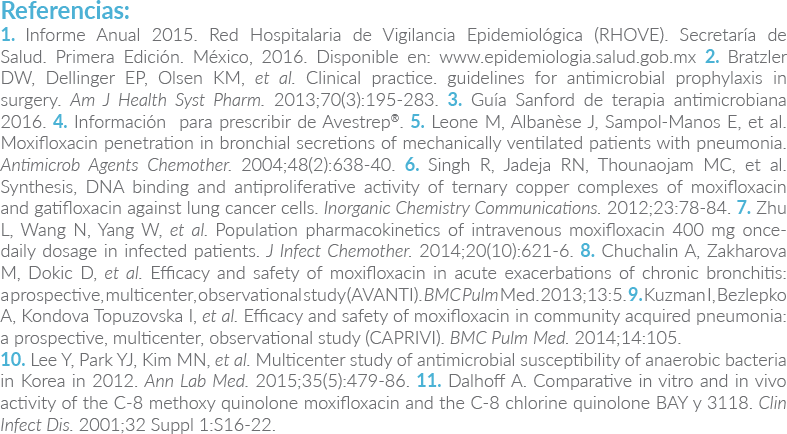 Referencias:
1. Informe Anual 2015. Red Hospitalaria de Vigilancia Epidemiológica (RHOVE). Secretaría de
Salud. Primera Edición. México, 2016. Disponible en: www.epidemiologia.salud.gob.mx 2. Bratzler
DW, Dellinger EP, Olsen KM, et al. Clinical practice. guidelines for antimicrobial prophylaxis in
surgery. Am J Health Syst Pharm. 2013;70(3):195-283. 3. Guía Sanford de terapia antimicrobiana
2016. 4. Información para prescribir de Avestrep®. 5. Leone M, Albanèse J, Sampol-Manos E, et al.
Moxifloxacin penetration in bronchial secretions of mechanically ventilated patients with pneumonia.
Antimicrob Agents Chemother. 2004;48(2):638-40. 6. Singh R, Jadeja RN, Thounaojam MC, et al.
Synthesis, DNA binding and antiproliferative activity of ternary copper complexes of moxifloxacin
and gatifloxacin against lung cancer cells. Inorganic Chemistry Communications. 2012;23:78-84. 7. Zhu
L, Wang N, Yang W, et al. Population pharmacokinetics of intravenous moxifloxacin 400 mg once-
daily dosage in infected patients. J Infect Chemother. 2014;20(10):621-6. 8. Chuchalin A, Zakharova
M, Dokic D, et al. Efficacy and safety of moxifloxacin in acute exacerbations of chronic bronchitis:
a prospective, multicenter, observational study (AVANTI). BMC Pulm Med. 2013;13:5. 9. Kuzman I, Bezlepko
A, Kondova Topuzovska I, et al. Efficacy and safety of moxifloxacin in community acquired pneumonia:
a prospective, multicenter, observational study (CAPRIVI). BMC Pulm Med. 2014;14:105.
10. Lee Y, Park YJ, Kim MN, et al. Multicenter study of antimicrobial susceptibility of anaerobic bacteria
in Korea in 2012. Ann Lab Med. 2015;35(5):479-86. 11. Dalhoff A. Comparative in vitro and in vivo
activity of the C-8 methoxy quinolone moxifloxacin and the C-8 chlorine quinolone BAY y 3118. Clin
Infect Dis. 2001;32 Suppl 1:S16-22.